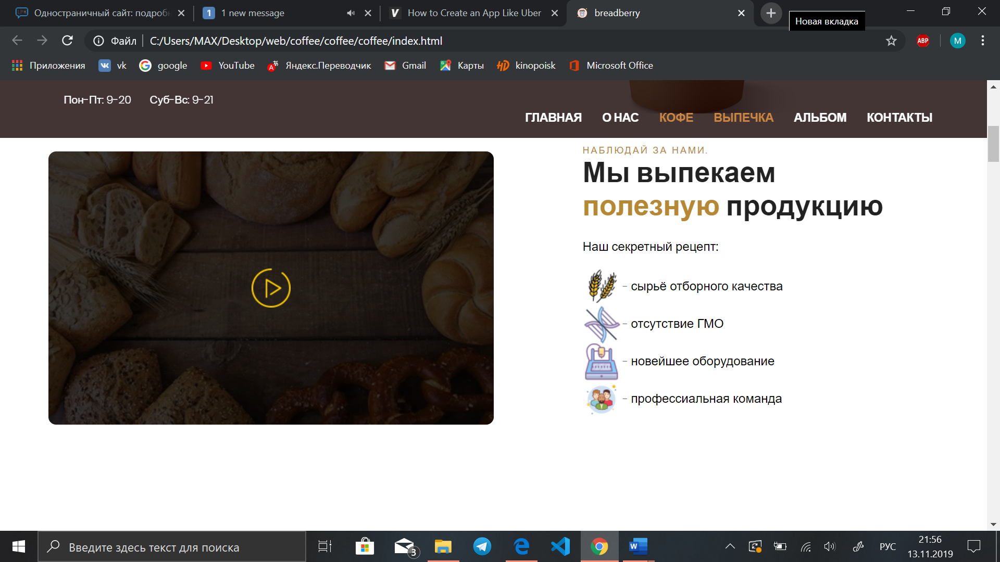 Одностраничный сайт: подробн
1 1 new message
How to Create an App Like Uber
breadberry
Новая вкладка
Файл C:/Users/MAX/Desktop/web/coffee/coffee/coffee/index.html
ABP
M
Приложения vk google YouTube Яндекс.Переводчик Gmail Карты kinopoisk Microsoft Office
Пон-Пт: 9-20 Суб-Вс: 9-21
ГЛАВНАЯ О НАС КОФЕ ВЫПЕЧКА АЛЬБОМ КОНТАКТЫ
НАБЛЮДАЙ ЗА НАМИ.
Мы выпекаем
полезную продукцию
Наш секретный рецепт:
- сырьё отборного качества
- отсутствие ГМО
- новейшее оборудование
- профессиальная команда
Введите здесь текст для поиска
3
РУС
21:56
13.11.2019